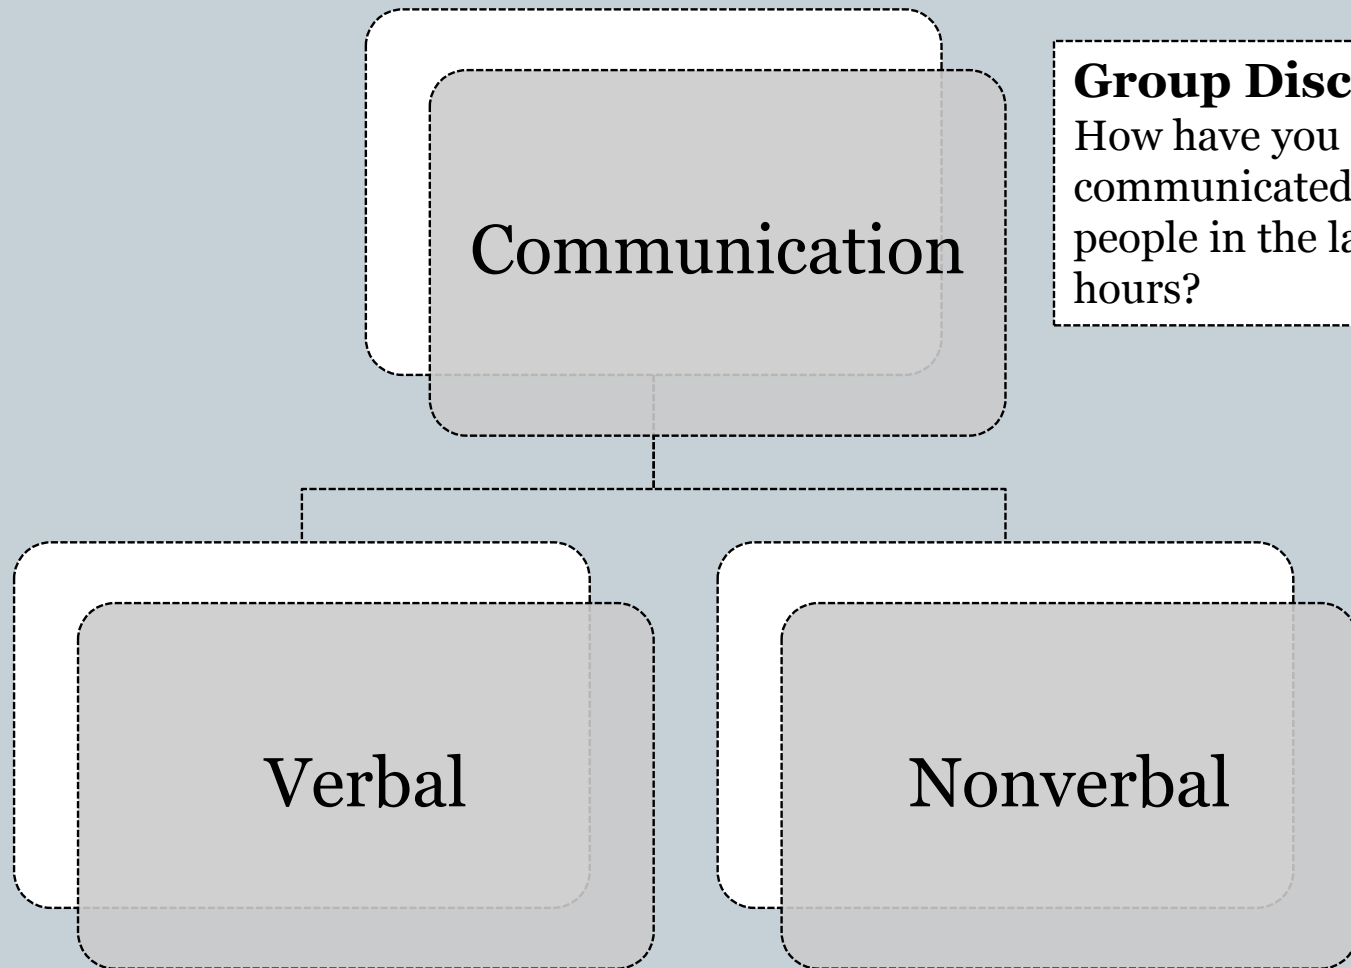 Communication
Group Disc
How have you
communicated
people in the la
hours?
Verbal
Nonverbal